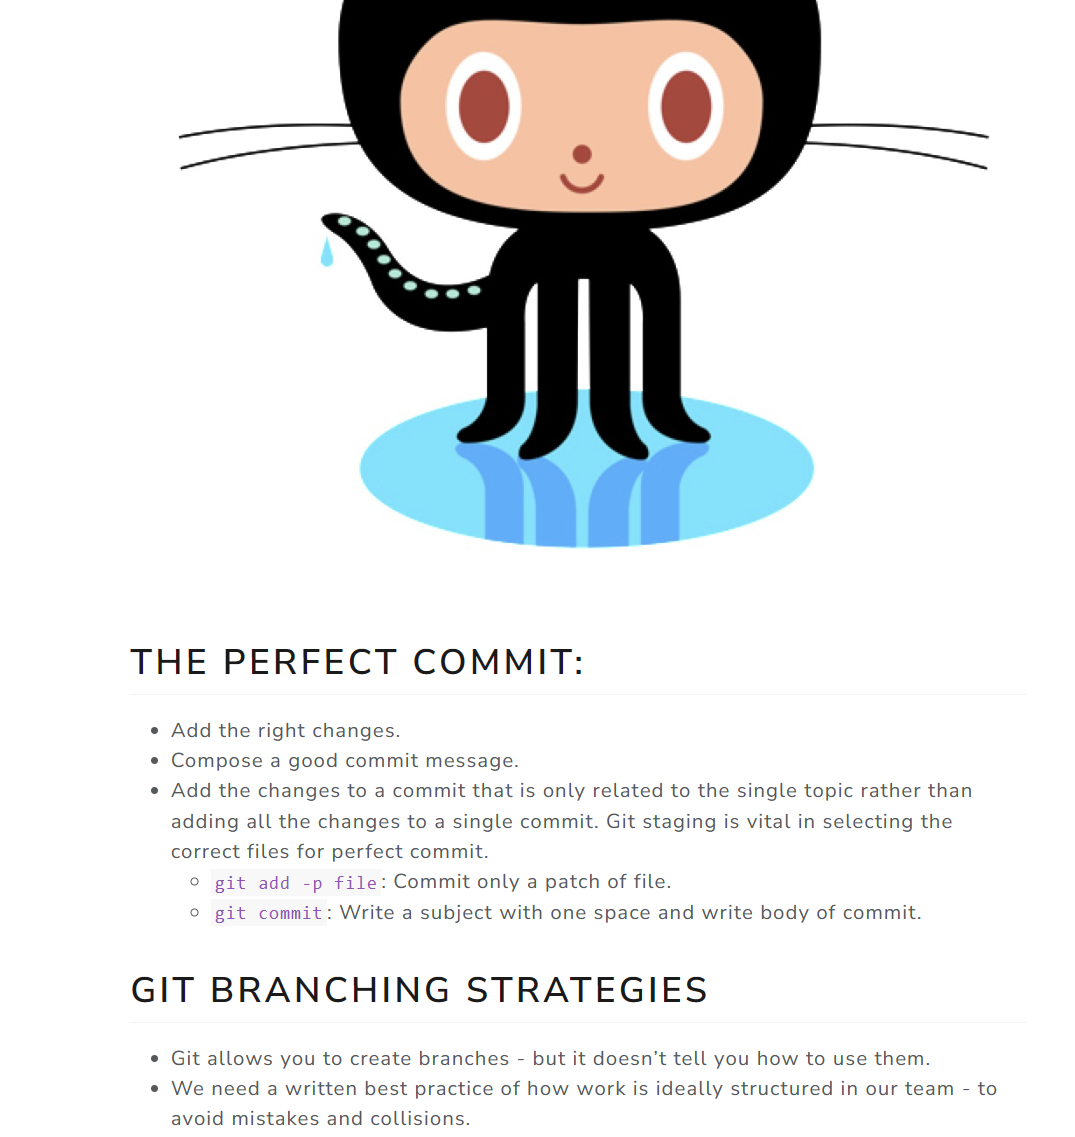 THE PERFECT COMMIT:
Add the right changes.
Compose a good commit message.
Add the changes to a commit that is only related to the single topic rather than
adding all the changes to a single commit. Git staging is vital in selecting the
correct files for perfect commit.
git add -p file: Commit only a patch of file.
git commit: Write a subject with one space and write body of commit.
GIT BRANCHING STRATEGIES
Git allows you to create branches - but it doesn’t tell you how to use them.
We need a written best practice of how work is ideally structured in our team - to
avoid mistakes and collisions.